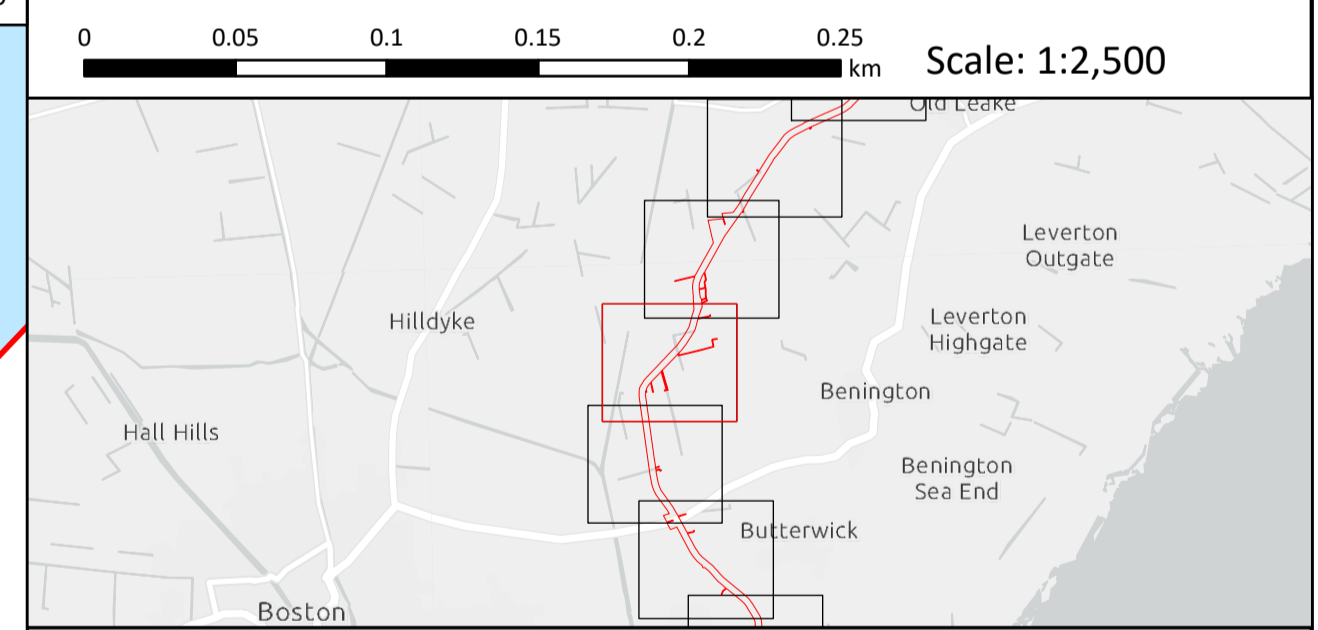 0 0.05 0.1 0.15 0.2 0.25
km
Scale: 1:2,500
Old Leake
Leverton
Outgate
Hilldyke
Leverton
Highgate
Benington
Hall Hills
Benington
Sea End
Butterwick
Boston